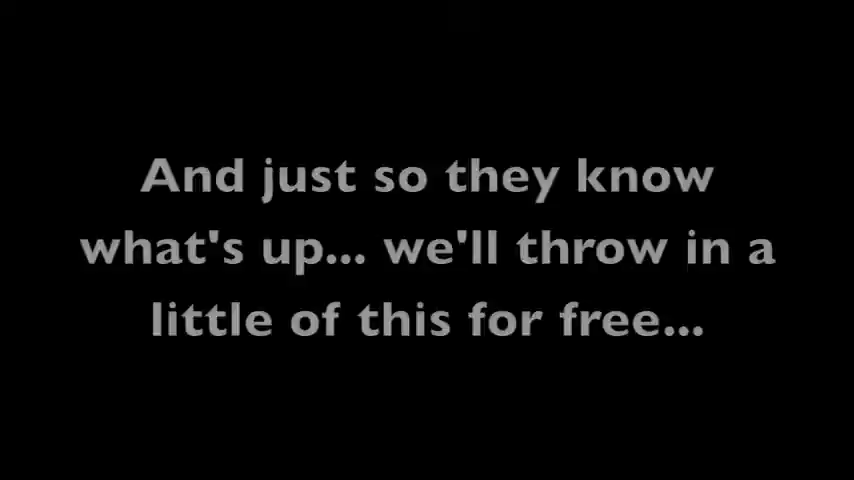 And just so they know
what's up... we'll throw in a
little of this for free...